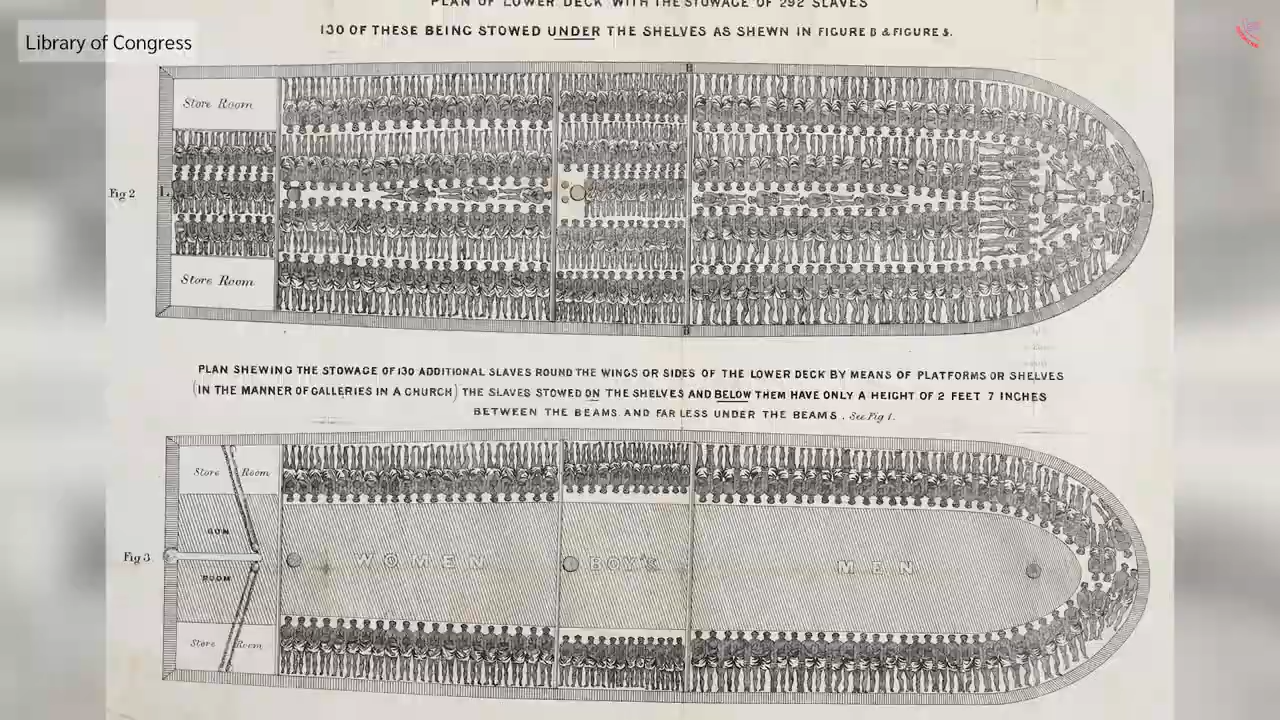 PLAN OF LOWER DECK WITH THE STOWAGE OF 292 SLAVES
Library of Congress
130 OF THESE BEING STOWED UNDER THE SHELVES AS SHEWN IN FIGURE B & FIGURE 5.
Store Room
Fig 2
Store Room
PLAN SHEWING THE STOWAGE OF 130 ADDITIONAL SLAVES ROUND THE WINGS OR SIDES OF THE LOWER DECK BY MEANS OF PLATFORMS OR SHELVES
(IN THE MANNER OF GALLERIES IN A CHURCH) THE SLAVES STOWED ON THE SHELVES AND BELOW THEM HAVE ONLY A HEIGHT OF 2 FEET 7 INCHES
BETWEEN THE BEAMS AND FAR LESS UNDER THE BEAMS. See Fig 1.
Store Room
GUN
Fig 3
WOMEN BOYS MEN
ROOM
Store Room